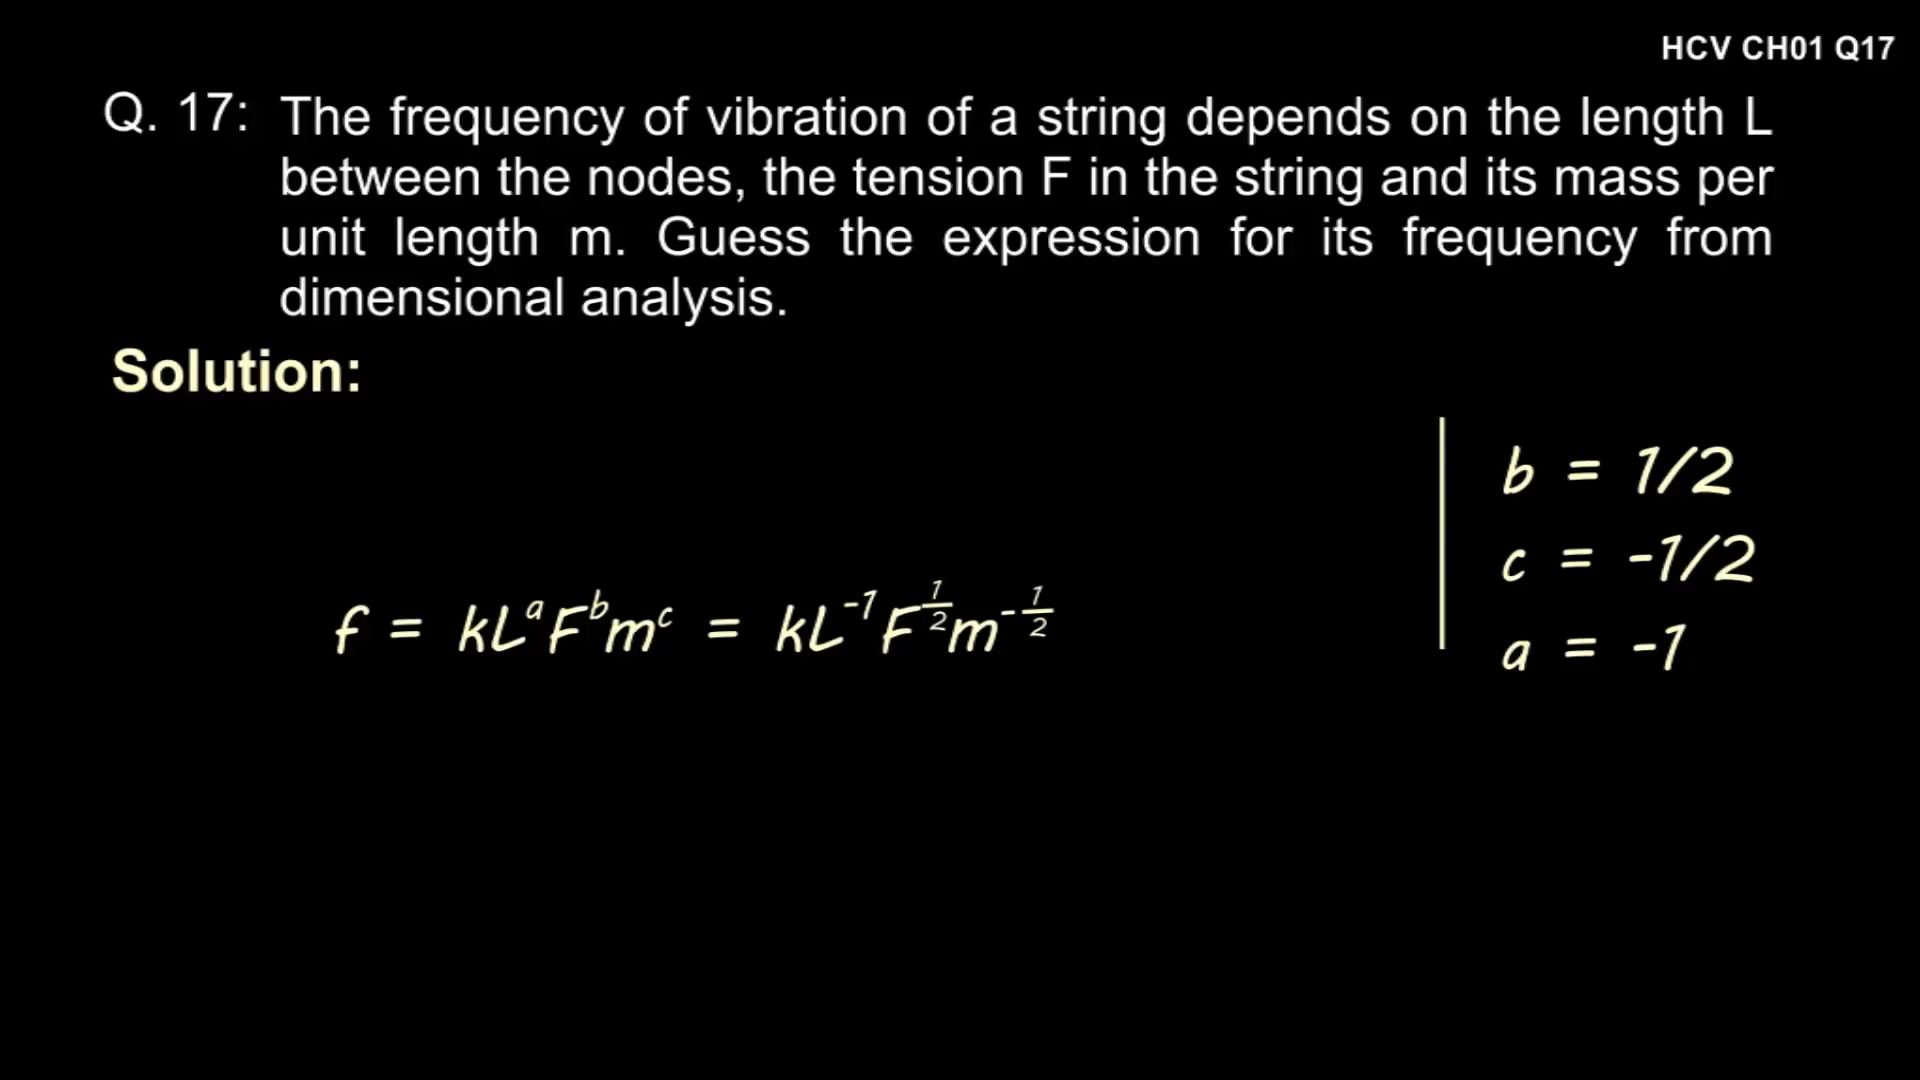 HCV CH01 Q17
Q. 17: The frequency of vibration of a string depends on the length L
between the nodes, the tension F in the string and its mass per
unit length m. Guess the expression for its frequency from
dimensional analysis.
Solution:
b = 1/2
c = -1/2
a = -1
f = kLᵃFᵇmᶜ = kL⁻¹F^{1/2}m^{-1/2}